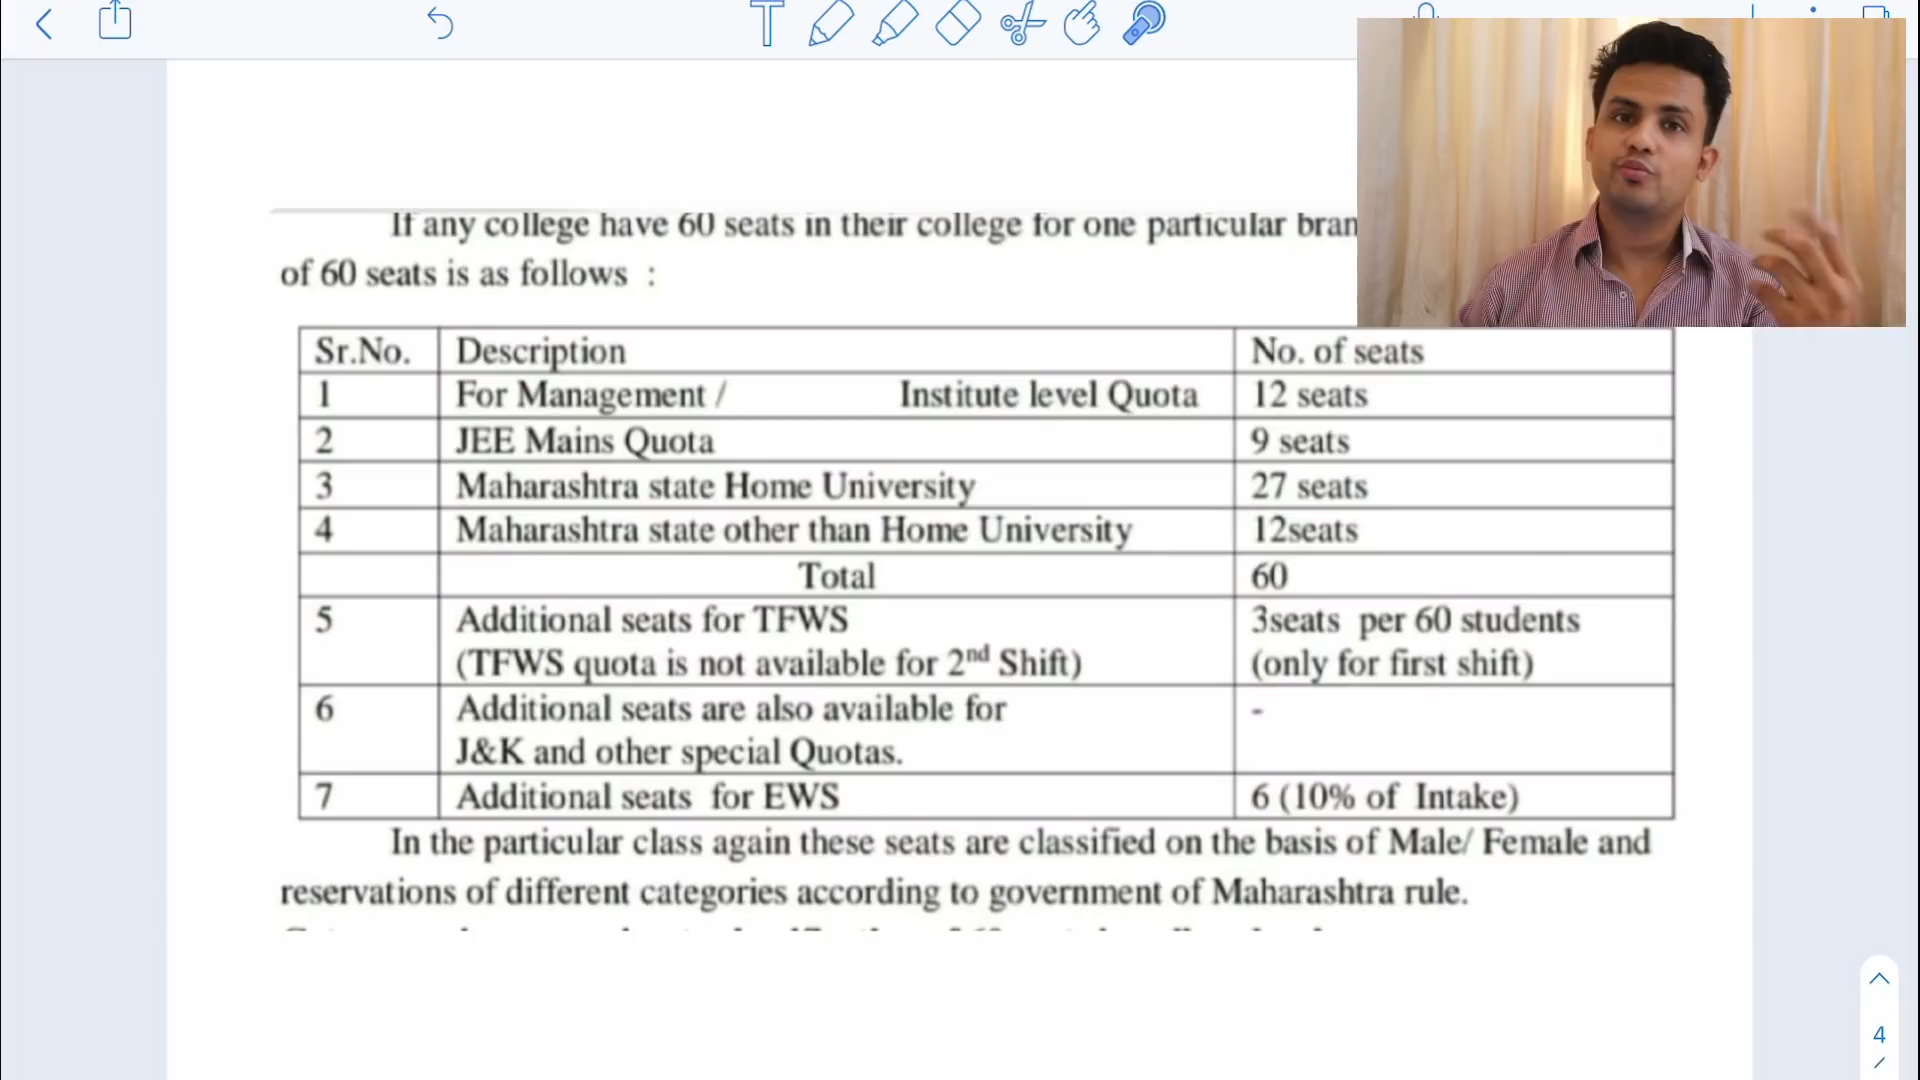 If any college have 60 seats in their college for one particular
of 60 seats is as follows :
Sr.No. Description No. of seats
1 For Management / Institute level Quota 12 seats
2 JEE Mains Quota 9 seats
3 Maharashtra state Home University 27 seats
4 Maharashtra state other than Home University 12seats
Total 60
5 Additional seats for TFWS 3seats per 60 students
(TFWS quota is not available for 2nd Shift) (only for first shift)
6 Additional seats are also available for -
J&K and other special Quotas.
7 Additional seats for EWS 6 (10% of Intake)
In the particular class again these seats are classified on the basis of Male/ Female and
reservations of different categories according to government of Maharashtra rule.
4